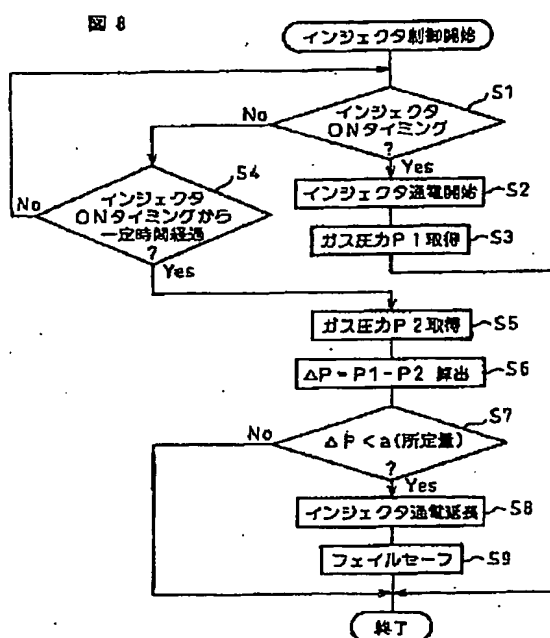 図 8
インジェクタ制御開始
S1
インジェクタ
ONタイミング
?
No
Yes
S4
インジェクタ
ONタイミングから
一定時間経過
?
No
Yes
インジェクタ通電開始
S2
ガス圧力P1取得
S3
ガス圧力P2取得
S5
△P=P1-P2 算出
S6
S7
△P<a(所定量)
?
No
Yes
インジェクタ通電延長
S8
フェイルセーフ
S9
終了